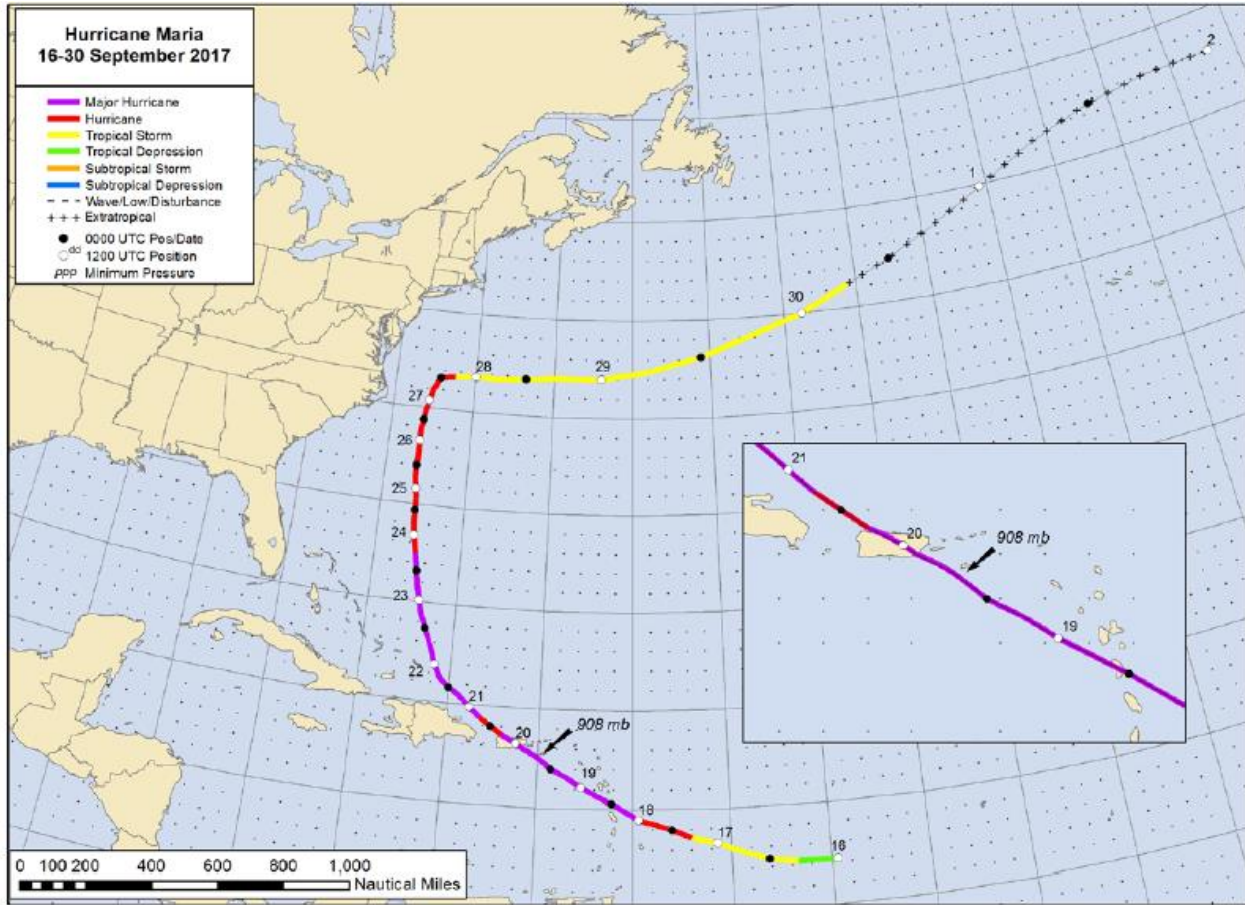 Hurricane Maria
16-30 September 2017
Major Hurricane
Hurricane
Tropical Storm
Tropical Depression
Subtropical Storm
Subtropical Depression
Wave/Low/Disturbance
Extratropical
0000 UTC Pos/Date
dd
1200 UTC Position
PPP Minimum Pressure
2
1
30
29
28
27
26
25
24
23
22
21
20
908 mb
19
18
17
16
21
20
908 mb
19
0 100 200 400 600 800 1,000
Nautical Miles